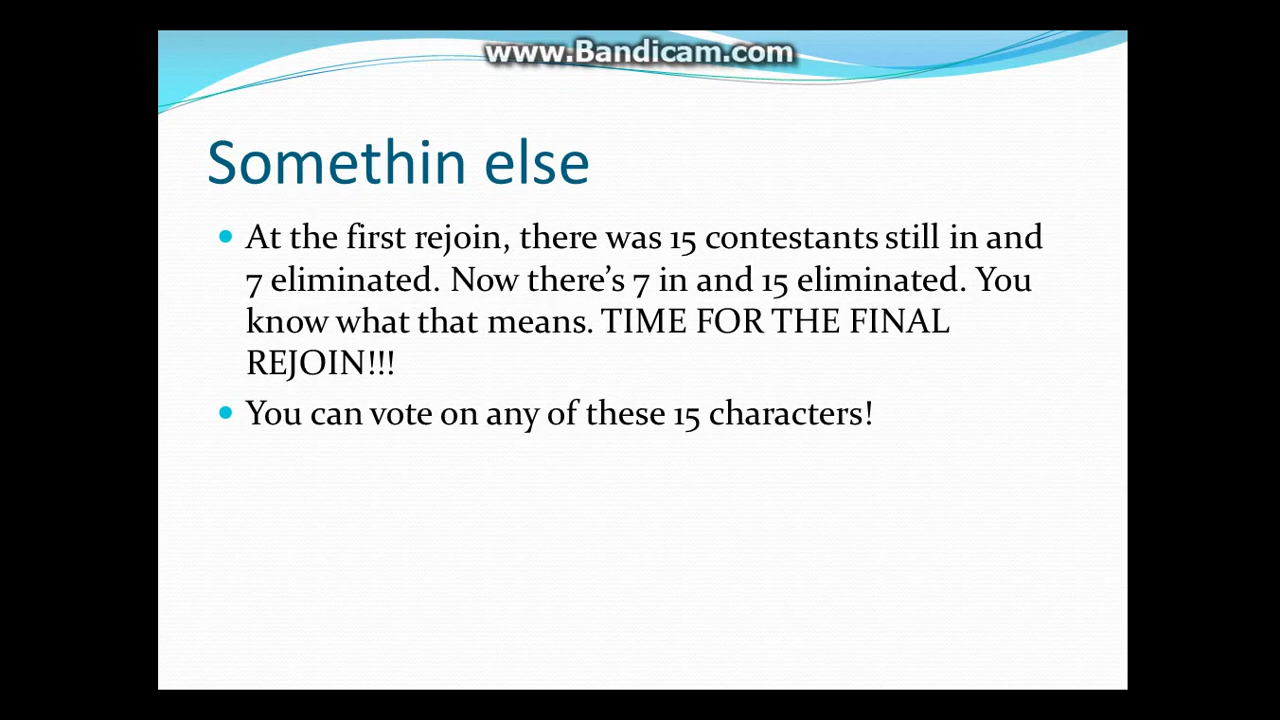 www.Bandicam.com
Somethin else
• At the first rejoin, there was 15 contestants still in and
7 eliminated. Now there’s 7 in and 15 eliminated. You
know what that means. TIME FOR THE FINAL
REJOIN!!!
• You can vote on any of these 15 characters!